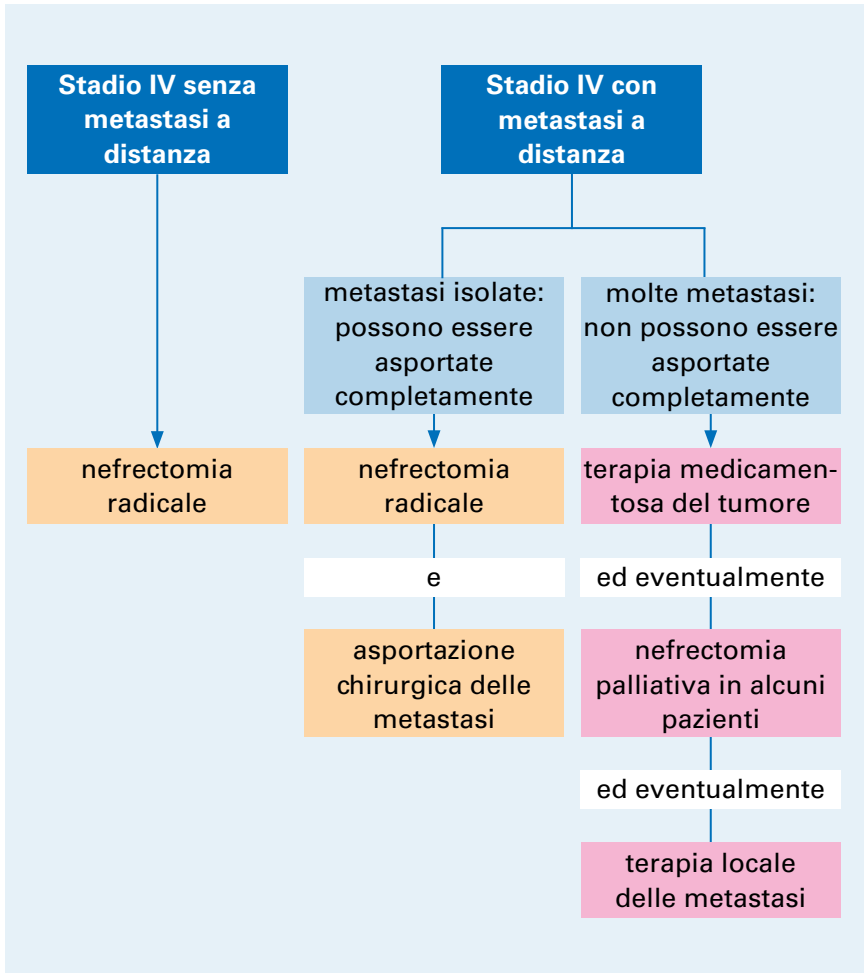 Stadio IV senza
metastasi a
distanza
Stadio IV con
metastasi a
distanza
metastasi isolate:
possono essere
asportate
completamente
molte metastasi:
non possono essere
asportate
completamente
nefrectomia
radicale
nefrectomia
radicale
terapia medicamen-
tosa del tumore
e
ed eventualmente
asportazione
chirurgica delle
metastasi
nefrectomia
palliativa in alcuni
pazienti
ed eventualmente
terapia locale
delle metastasi